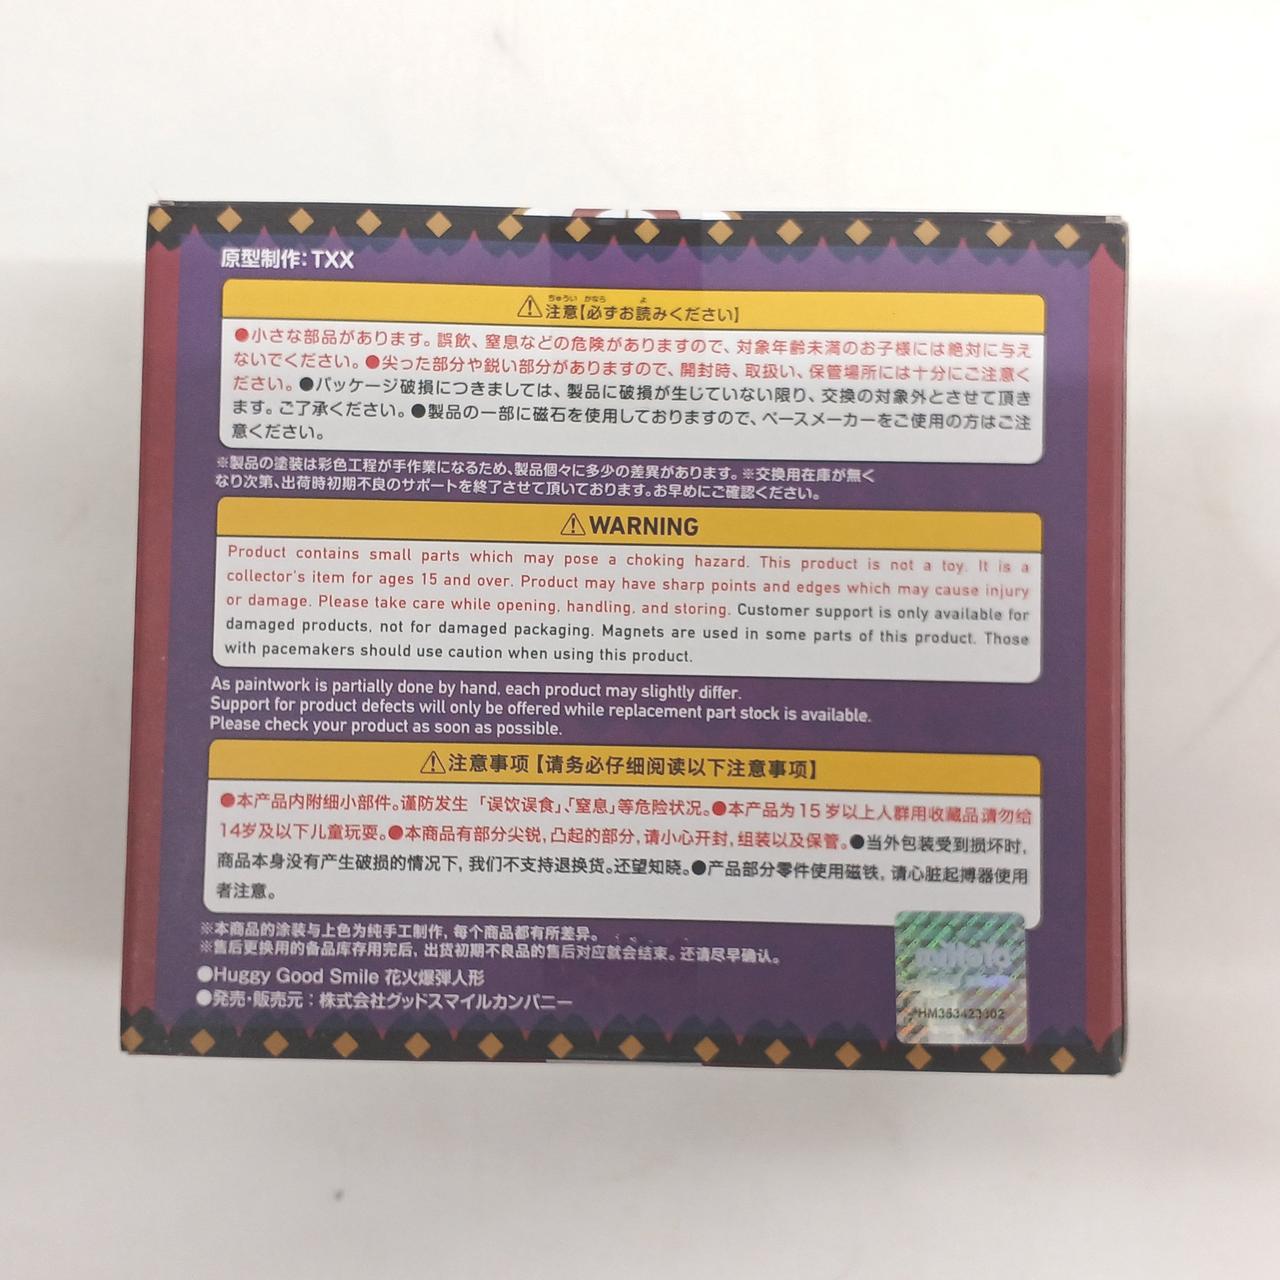 原型制作：TXX
ちゅうい かなら よ
⚠注意【必ずお読みください】
●小さな部品があります。誤飲、窒息などの危険がありますので、対象年齢未満のお子様には絶対に与え
ないでください。●尖った部分や鋭い部分がありますので、開封時、取扱い、保管場所には十分にご注意く
ださい。●パッケージ破損につきましては、製品に破損が生じていない限り、交換の対象外とさせて頂き
ます。ご了承ください。●製品の一部に磁石を使用しておりますので、ペースメーカーをご使用の方はご注
意ください。
※製品の塗装は彩色工程が手作業になるため、製品個々に多少の差異があります。※交換用在庫が無く
なり次第、出荷時初期不良のサポートを終了させて頂いております。お早めにご確認ください。
⚠WARNING
Product contains small parts which may pose a choking hazard. This product is not a toy. It is a
collector's item for ages 15 and over. Product may have sharp points and edges which may cause injury
or damage. Please take care while opening, handling, and storing. Customer support is only available for
damaged products, not for damaged packaging. Magnets are used in some parts of this product. Those
with pacemakers should use caution when using this product.
As paintwork is partially done by hand, each product may slightly differ.
Support for product defects will only be offered while replacement part stock is available.
Please check your product as soon as possible.
⚠注意事项【请务必仔细阅读以下注意事项】
●本产品内附细小部件。谨防发生「误饮误食」、「窒息」等危险状况。●本产品为15岁以上人群用收藏品请勿给
14岁及以下儿童玩耍。●本商品有部分尖锐，凸起的部分，请小心开封，组装以及保管。●当外包装受到损坏时，
商品本身没有产生破损的情况下，我们不支持退换货。还望知晓。●产品部分零件使用磁铁，请心脏起搏器使用
者注意。
※本商品的涂装与上色为纯手工制作，每个商品都有所差异。
※售后更换用的备品库存用完后，出货初期不良品的售后对应就会结束。还请尽早确认。
●Huggy Good Smile 花火爆弾人形
●発売・販売元：株式会社グッドスマイルカンパニー
miHoYo